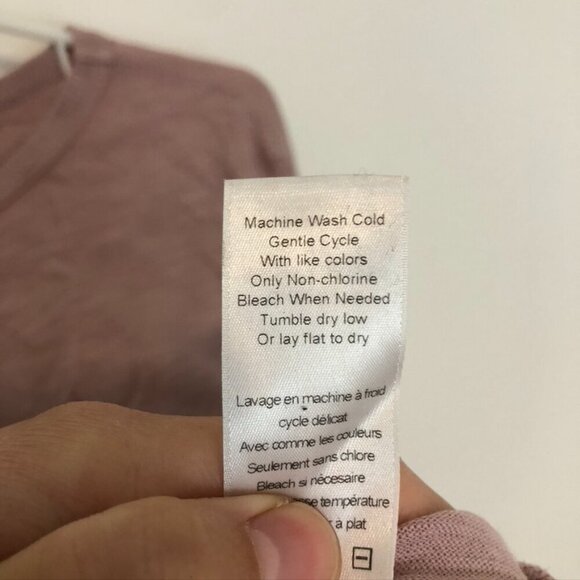 Machine Wash Cold
Gentle Cycle
With like colors
Only Non-chlorine
Bleach When Needed
Tumble dry low
Or lay flat to dry
Lavage en machine à froid
cycle délicat
Avec comme les couleurs
Seulement sans chlore
Bleach si nécessaire
température
à plat